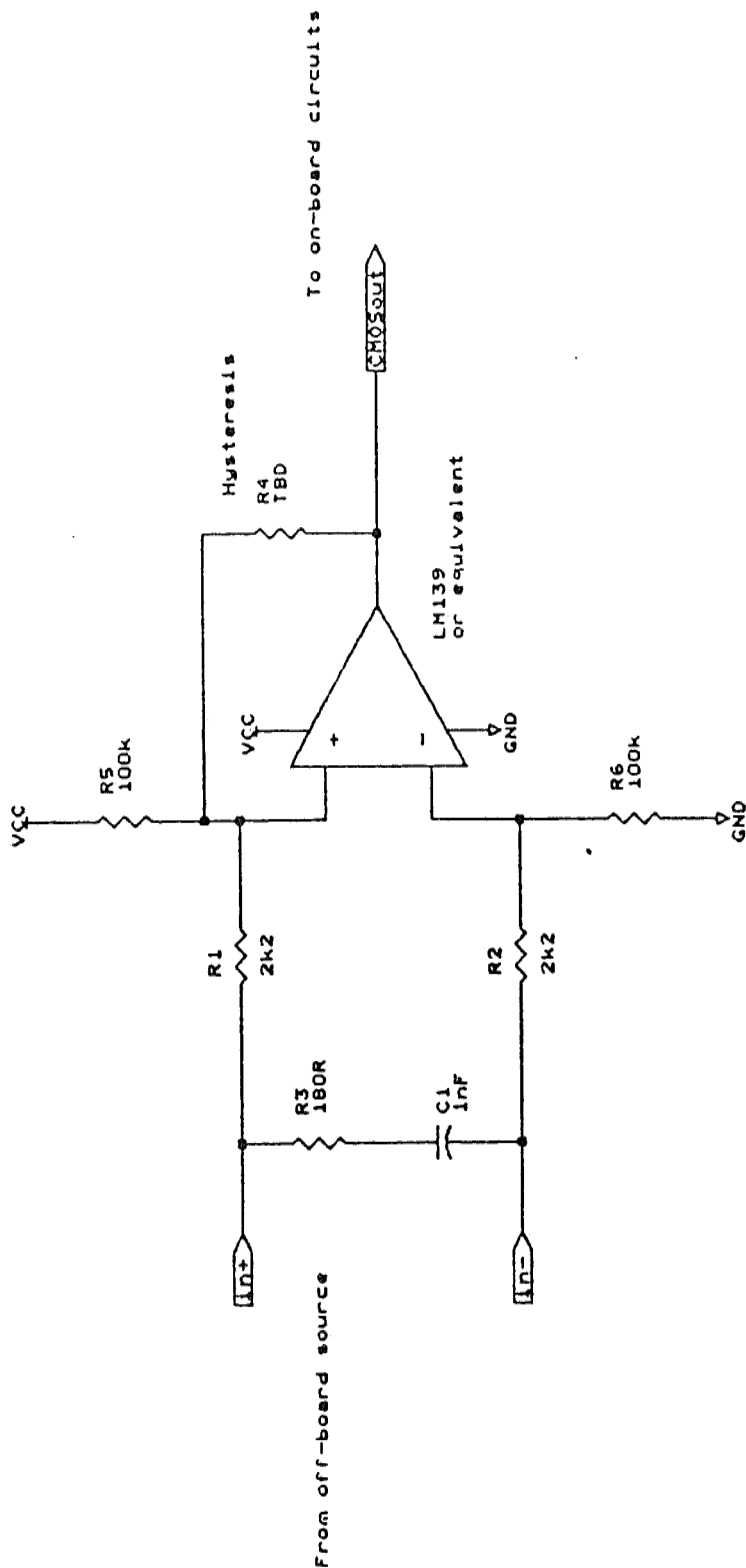 From off-board source
in+
in-
R3
180R
C1
1nF
R1
2k2
R2
2k2
VCC
R5
100k
R6
100k
GND
VCC
+
-
GND
LM139
or equivalent
Hysteresis
R4
TBD
CMOSout
To on-board circuits